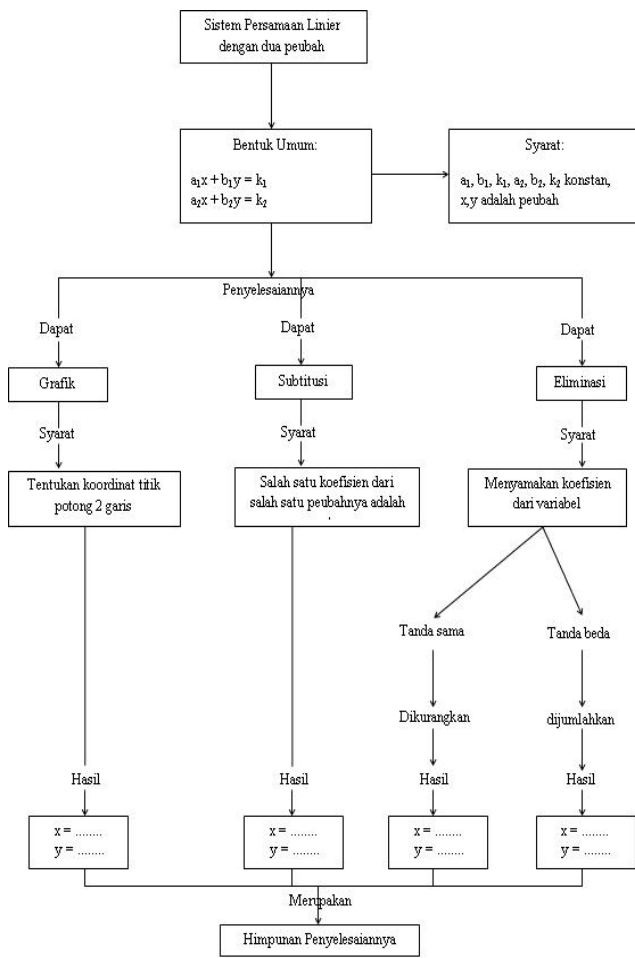 Sistem Persamaan Linier
dengan dua peubah
Bentuk Umum:
a₁x + b₁y = k₁
a₂x + b₂y = k₂
Syarat:
a₁, b₁, k₁, a₂, b₂, k₂ konstan,
x,y adalah peubah
Penyelesaiannya
Dapat
Dapat
Dapat
Grafik
Subtitusi
Eliminasi
Syarat
Syarat
Syarat
Tentukan koordinat titik
potong 2 garis
Salah satu koefisien dari
salah satu peubahnya adalah
Menyamakan koefisien
dari variabel
Tanda sama
Tanda beda
Dikurangkan
dijumlahkan
Hasil
Hasil
Hasil
Hasil
x = ........
y = ........
x = ........
y = ........
x = ........
y = ........
x = ........
y = ........
Merupakan
Himpunan Penyelesaiannya